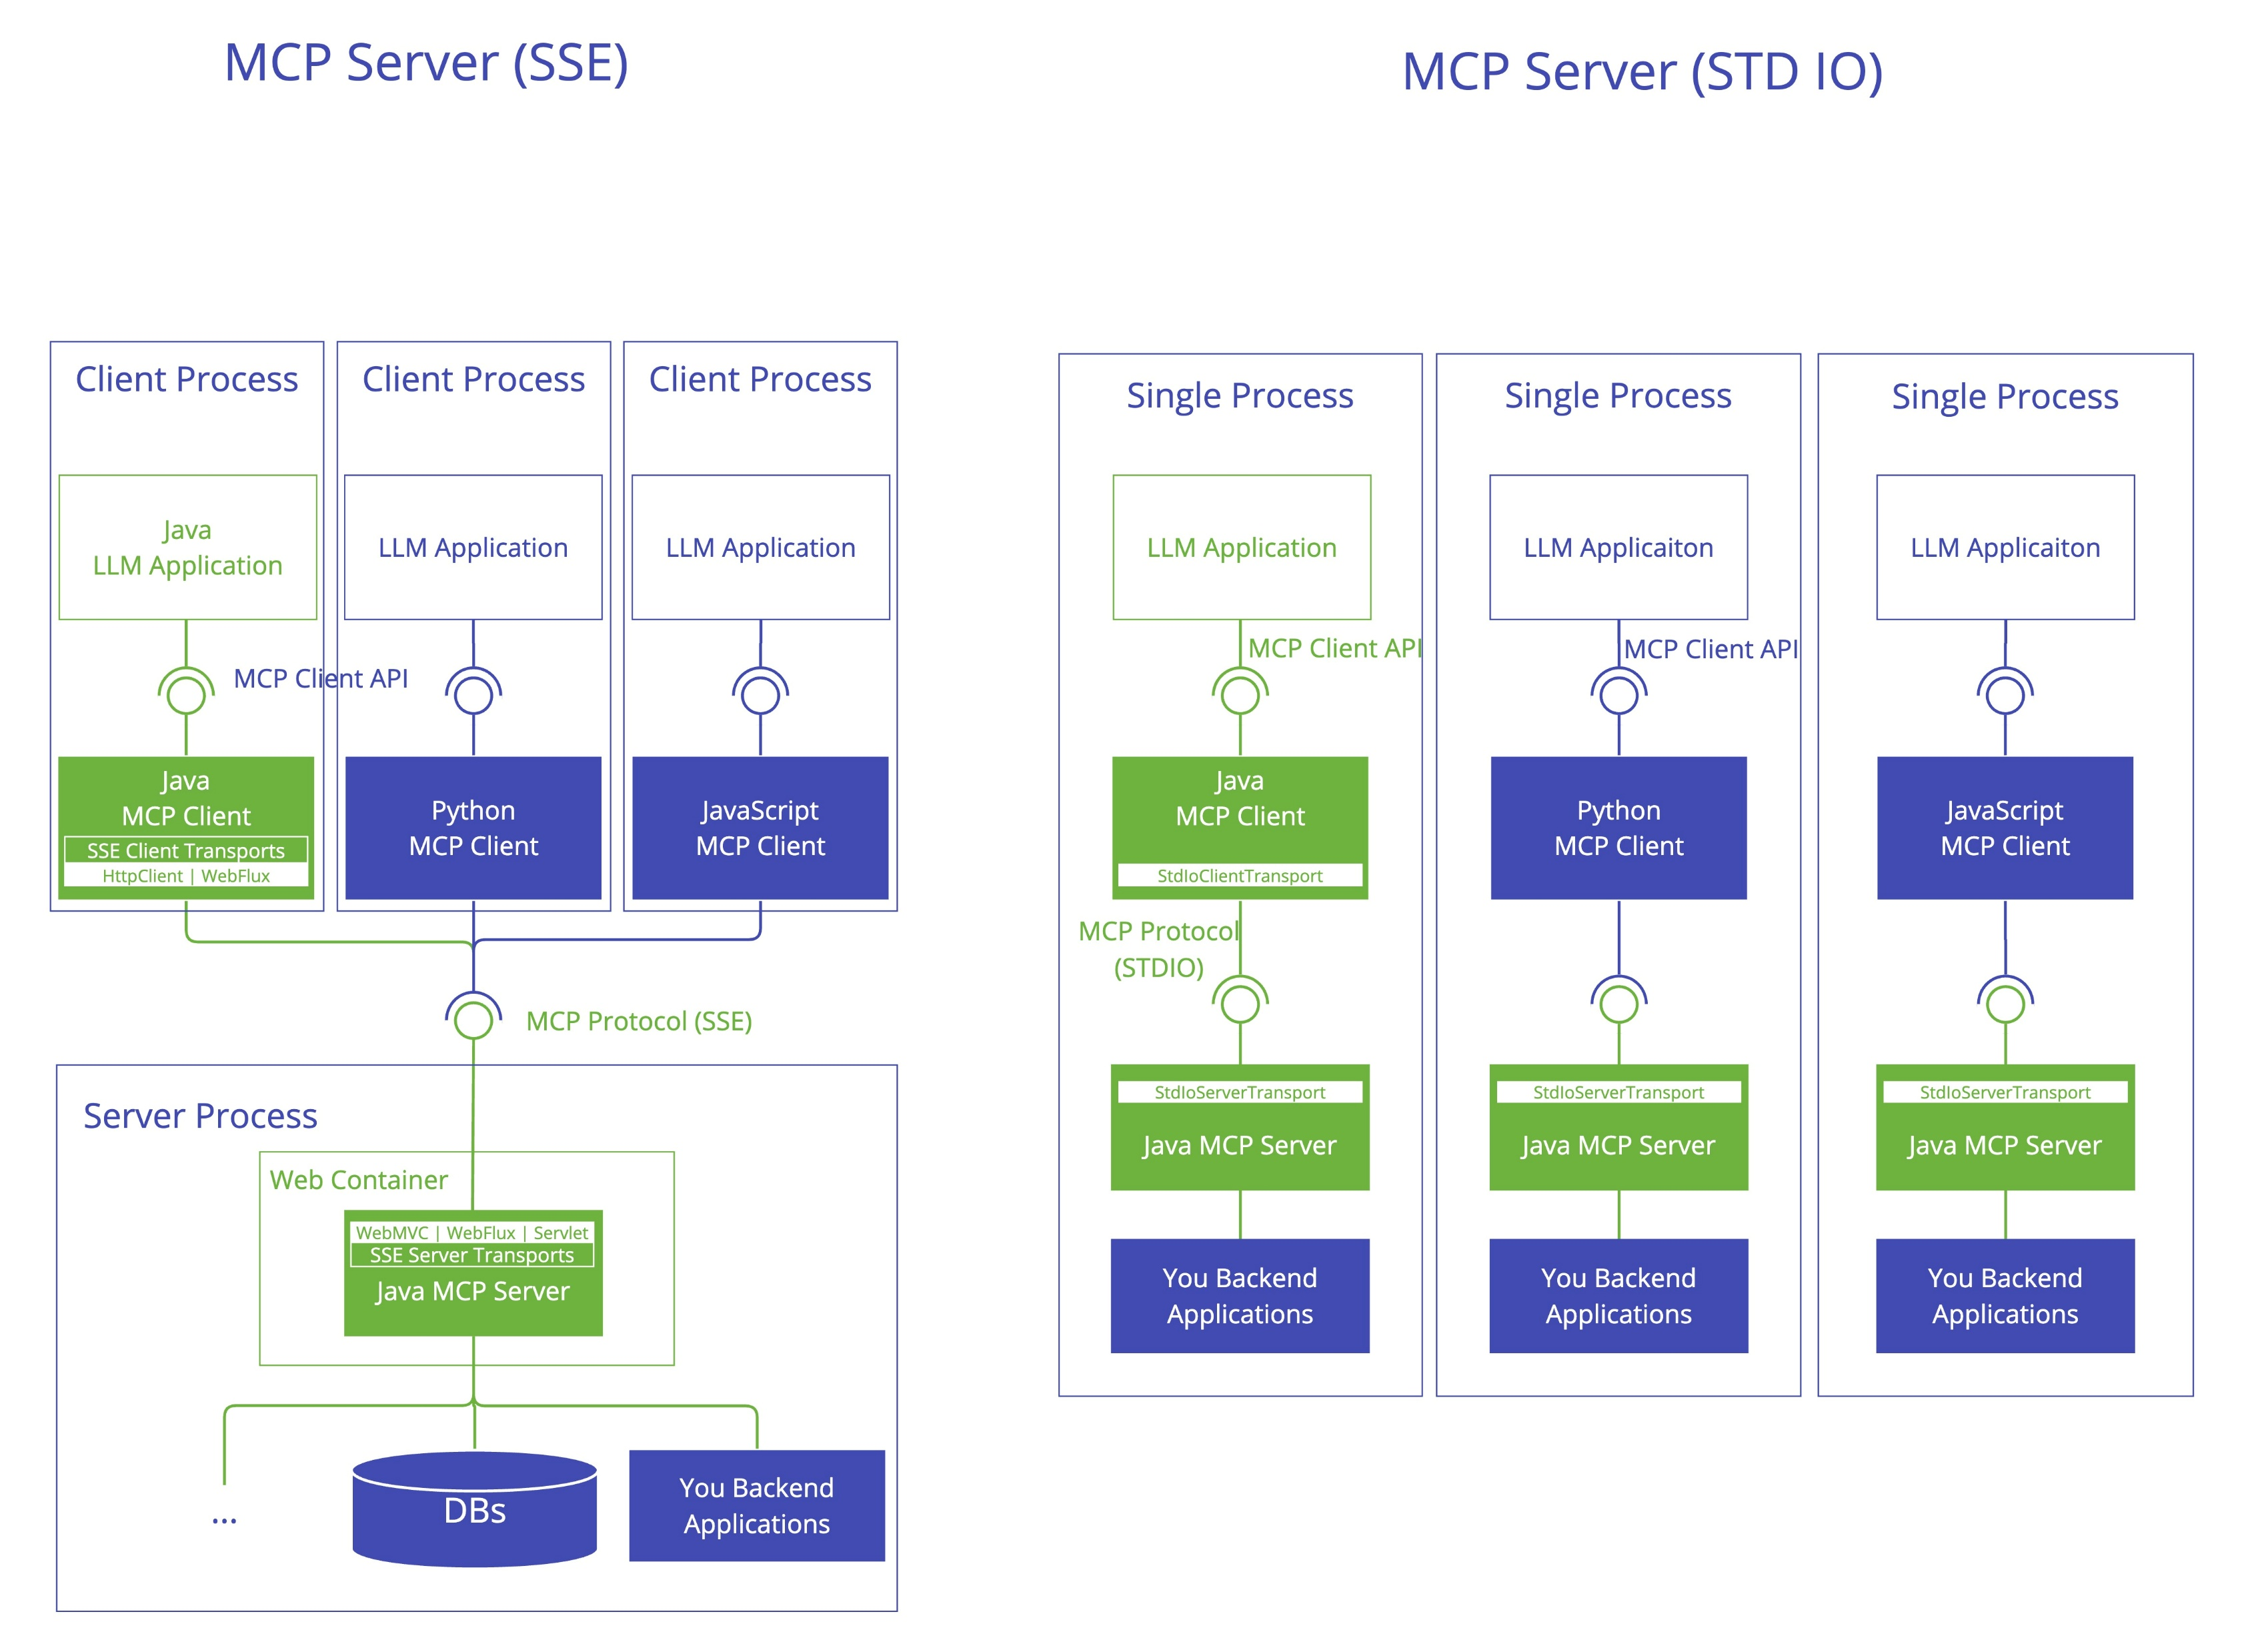 MCP Server (SSE)
Client Process
Client Process
Client Process
Java
LLM Application
LLM Application
LLM Application
MCP Client API
Java
MCP Client
SSE Client Transports
HttpClient | WebFlux
Python
MCP Client
JavaScript
MCP Client
MCP Protocol (SSE)
Server Process
Web Container
WebMVC | WebFlux | Servlet
SSE Server Transports
Java MCP Server
...
DBs
You Backend
Applications
MCP Server (STD IO)
Single Process
LLM Application
MCP Client API
Java
MCP Client
StdIoClientTransport
MCP Protocol
(STDIO)
StdIoServerTransport
Java MCP Server
You Backend
Applications
Single Process
LLM Applicaiton
MCP Client API
Python
MCP Client
StdIoServerTransport
Java MCP Server
You Backend
Applications
Single Process
LLM Applicaiton
JavaScript
MCP Client
StdIoServerTransport
Java MCP Server
You Backend
Applications